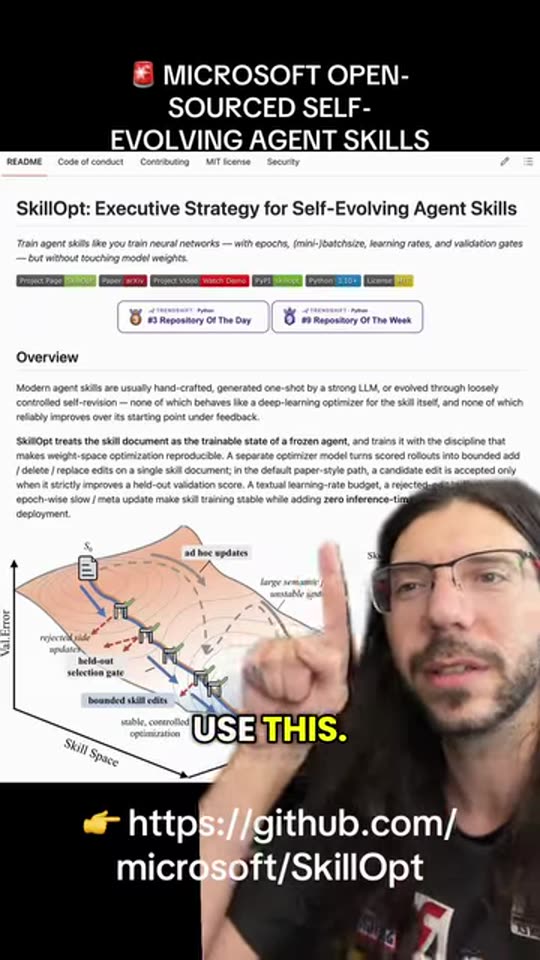 🚨 MICROSOFT OPEN-
SOURCED SELF-
EVOLVING AGENT SKILLS
README Code of conduct Contributing MIT license Security
SkillOpt: Executive Strategy for Self-Evolving Agent Skills
Train agent skills like you train neural networks — with epochs, (mini-)batchsize, learning rates, and validation gates
— but without touching model weights.
Project Page SkillOpt Paper arXiv Project Video Watch Demo PyPI skillopt Python 3.10+ License MIT
TRENDSHIFT · Python
#3 Repository Of The Day
TRENDSHIFT · Python
#9 Repository Of The Week
Overview
Modern agent skills are usually hand-crafted, generated one-shot by a strong LLM, or evolved through loosely
controlled self-revision — none of which behaves like a deep-learning optimizer for the skill itself, and none of which
reliably improves over its starting point under feedback.
SkillOpt treats the skill document as the trainable state of a frozen agent, and trains it with the discipline that
makes weight-space optimization reproducible. A separate optimizer model turns scored rollouts into bounded add
/ delete / replace edits on a single skill document; in the default paper-style path, a candidate edit is accepted only
when it strictly improves a held-out validation score. A textual learning-rate budget, a rejected-edit
epoch-wise slow / meta update make skill training stable while adding zero inference-tim
deployment.
S₀
ad hoc updates
Sk
large semantic
unstable upd
Val.Error
rejected side
updates
held-out
selection gate
bounded skill edits
stable, controlled
optimization
Skill Space
USE THIS.
👉 https://github.com/
microsoft/SkillOpt